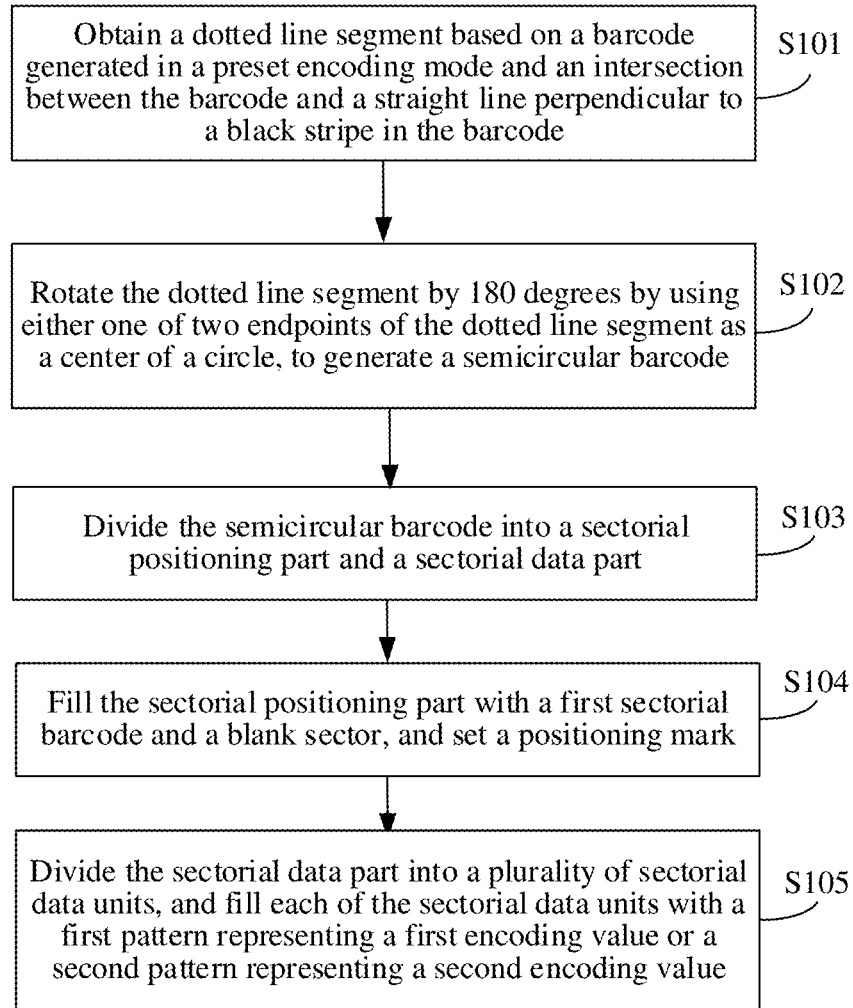 Obtain a dotted line segment based on a barcode
generated in a preset encoding mode and an intersection
between the barcode and a straight line perpendicular to
a black stripe in the barcode
S101
Rotate the dotted line segment by 180 degrees by using
either one of two endpoints of the dotted line segment as
a center of a circle, to generate a semicircular barcode
S102
Divide the semicircular barcode into a sectorial
positioning part and a sectorial data part
S103
Fill the sectorial positioning part with a first sectorial
barcode and a blank sector, and set a positioning mark
S104
Divide the sectorial data part into a plurality of sectorial
data units, and fill each of the sectorial data units with a
first pattern representing a first encoding value or a
second pattern representing a second encoding value
S105